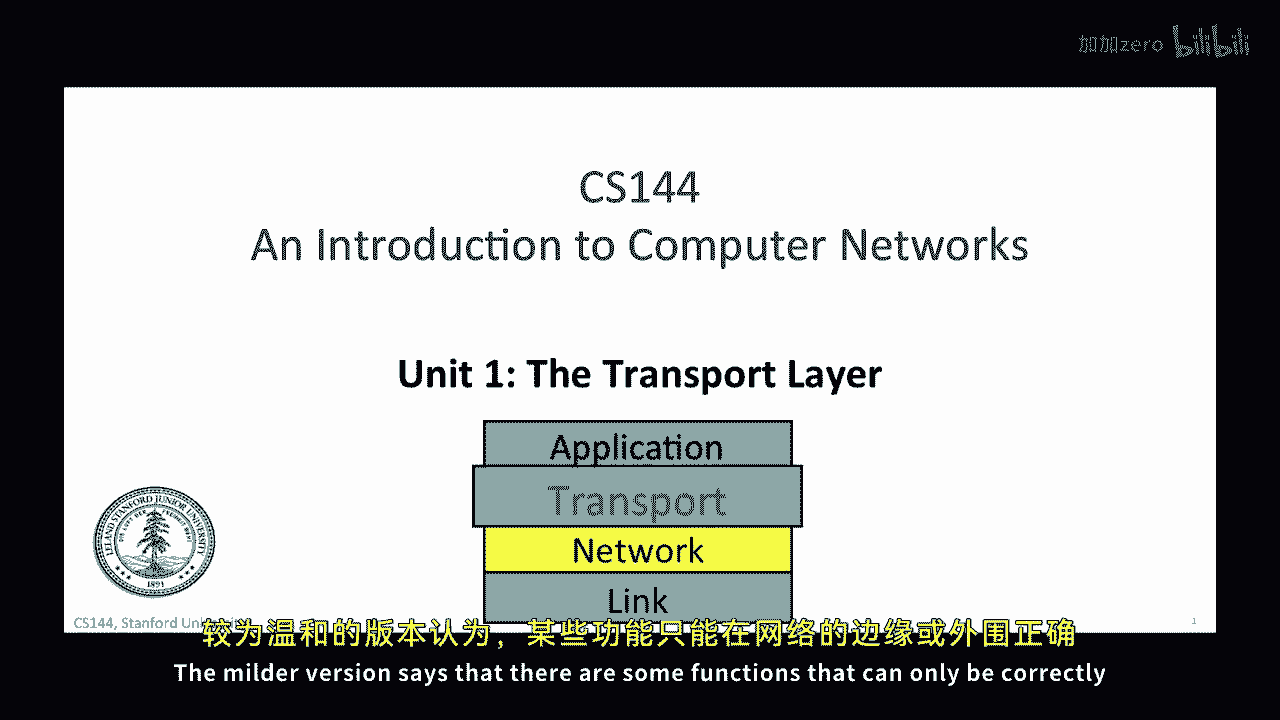 加加zero bilibili
CS144
An Introduction to Computer Networks
Unit 1: The Transport Layer
Application
Transport
Network
Link
LELAND STANFORD JUNIOR UNIVERSITY
1891
CS144, Stanford
1
较为温和的版本认为，某些功能只能在网络的边缘或外围正确
The milder version says that there are some functions that can only be correctly